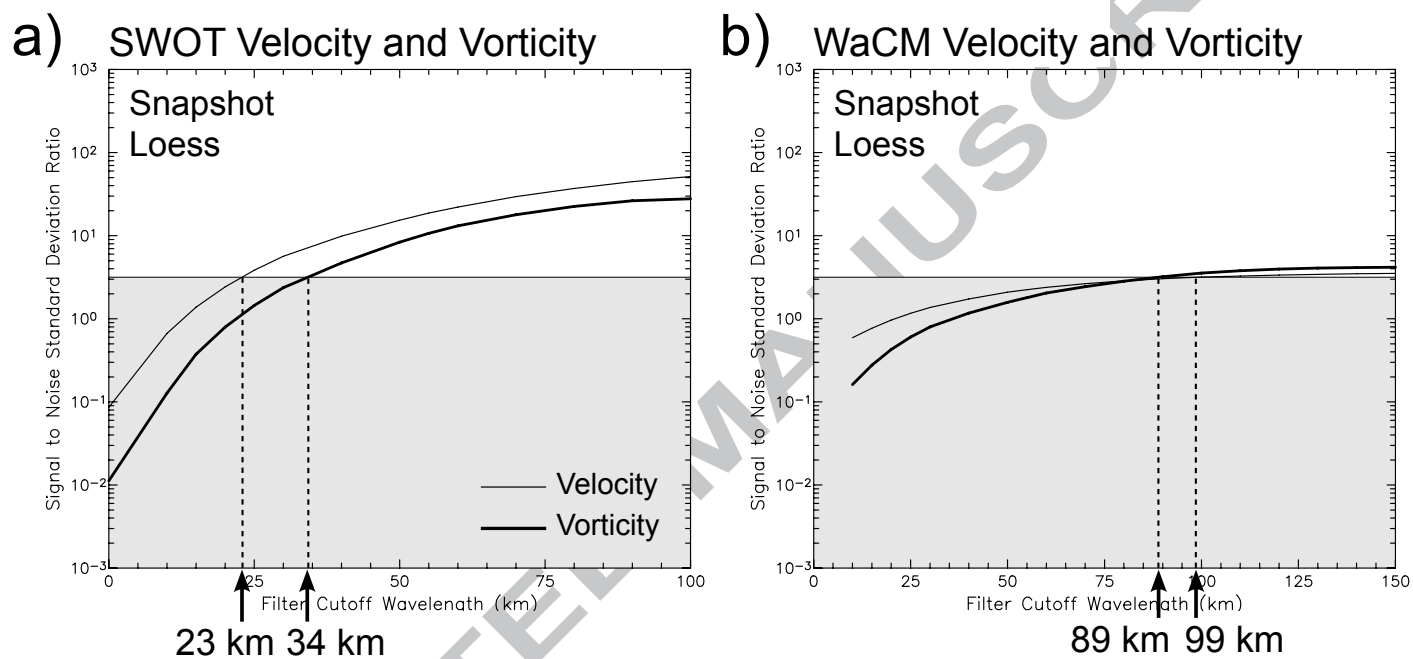 a) SWOT Velocity and Vorticity
Snapshot
Loess
Signal to Noise Standard Deviation Ratio
10³
10²
10¹
10⁰
10⁻¹
10⁻²
10⁻³
Velocity
Vorticity
0 25 50 75 100
Filter Cutoff Wavelength (km)
23 km 34 km
b) WaCM Velocity and Vorticity
Snapshot
Loess
Signal to Noise Standard Deviation Ratio
10³
10²
10¹
10⁰
10⁻¹
10⁻²
10⁻³
0 25 50 75 100 125 150
Filter Cutoff Wavelength (km)
89 km 99 km